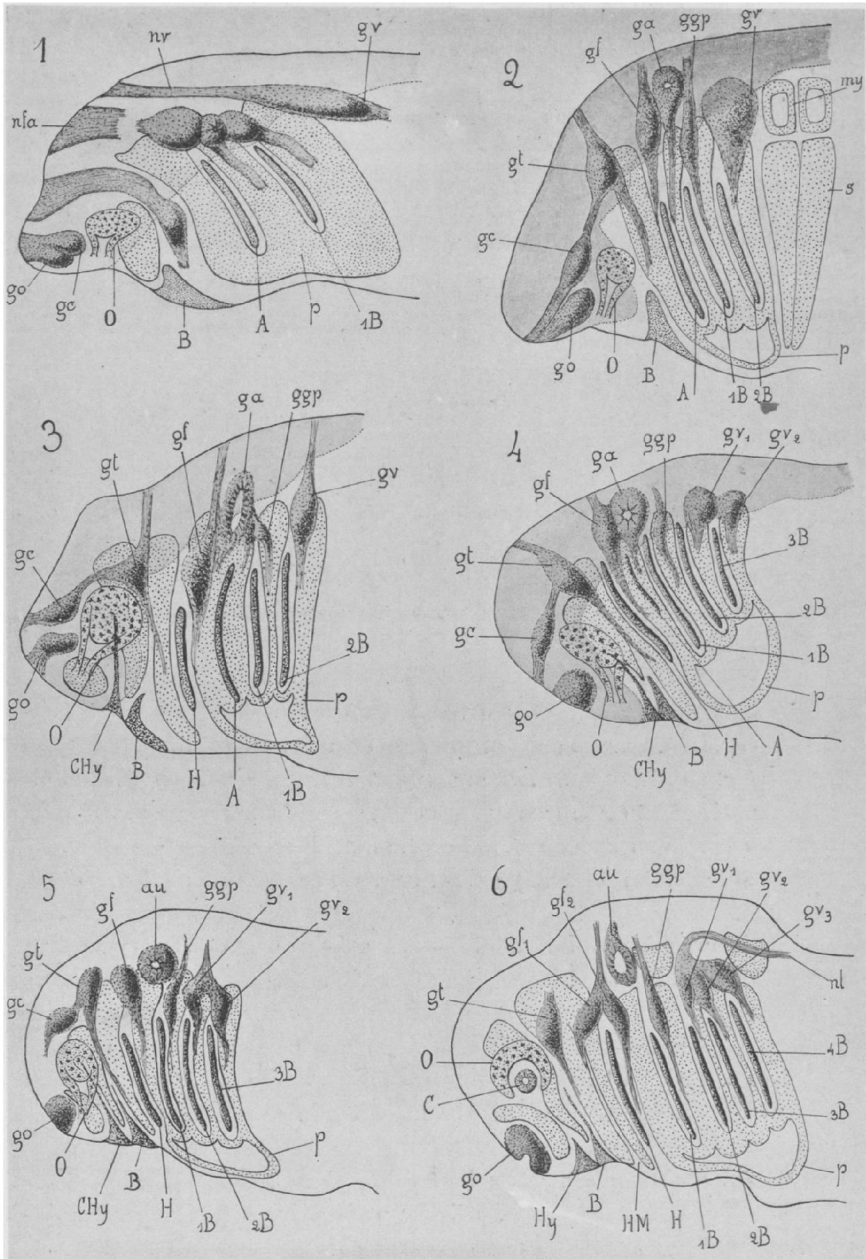 1
nv
gv
nfa
go
gc
O
B
A
p
1B
2
gf
ga
ggp
gv
my
gt
s
gc
go
O
B
A
1B
2B
p
3
gt
gf
ga
ggp
gv
gc
go
O
CHy
B
H
A
1B
2B
p
4
gf
ga
ggp
gv1
gv2
gt
3B
gc
2B
1B
p
go
O
CHy
B
H
A
5
gt
gf
au
ggp
gv1
gv2
gc
3B
go
O
CHy
B
H
1B
2B
p
6
gf1
gf2
au
ggp
gv1
gv2
gv3
nl
gt
O
C
4B
3B
go
p
Hy
B
HM
H
1B
2B